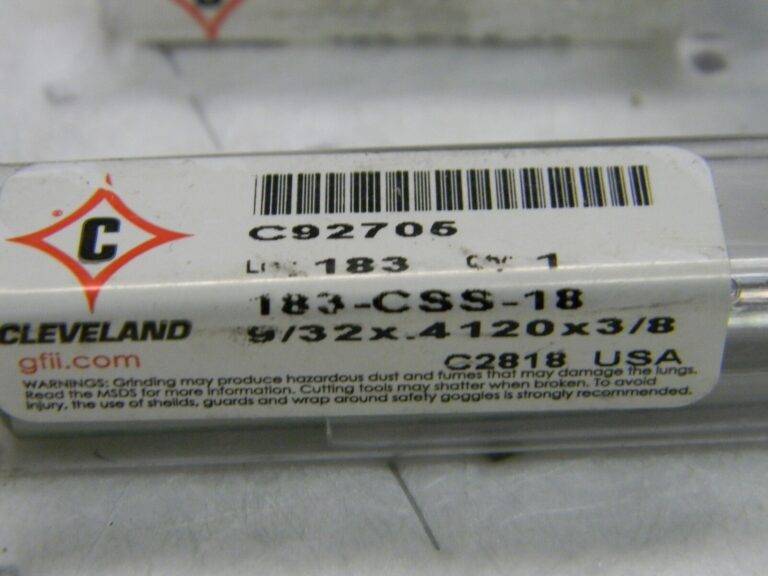 C
C92705
183 1
183-CSS-18
9/32x.4120x3/8
CLEVELAND
gfii.com
C2818 USA
WARNINGS: Grinding may produce hazardous dust and fumes that may damage the lungs.
Read the MSDS for more information. Cutting tools may shatter when broken. To avoid
injury, the use of sheilds, guards and wrap around safety goggles is strongly recommended.